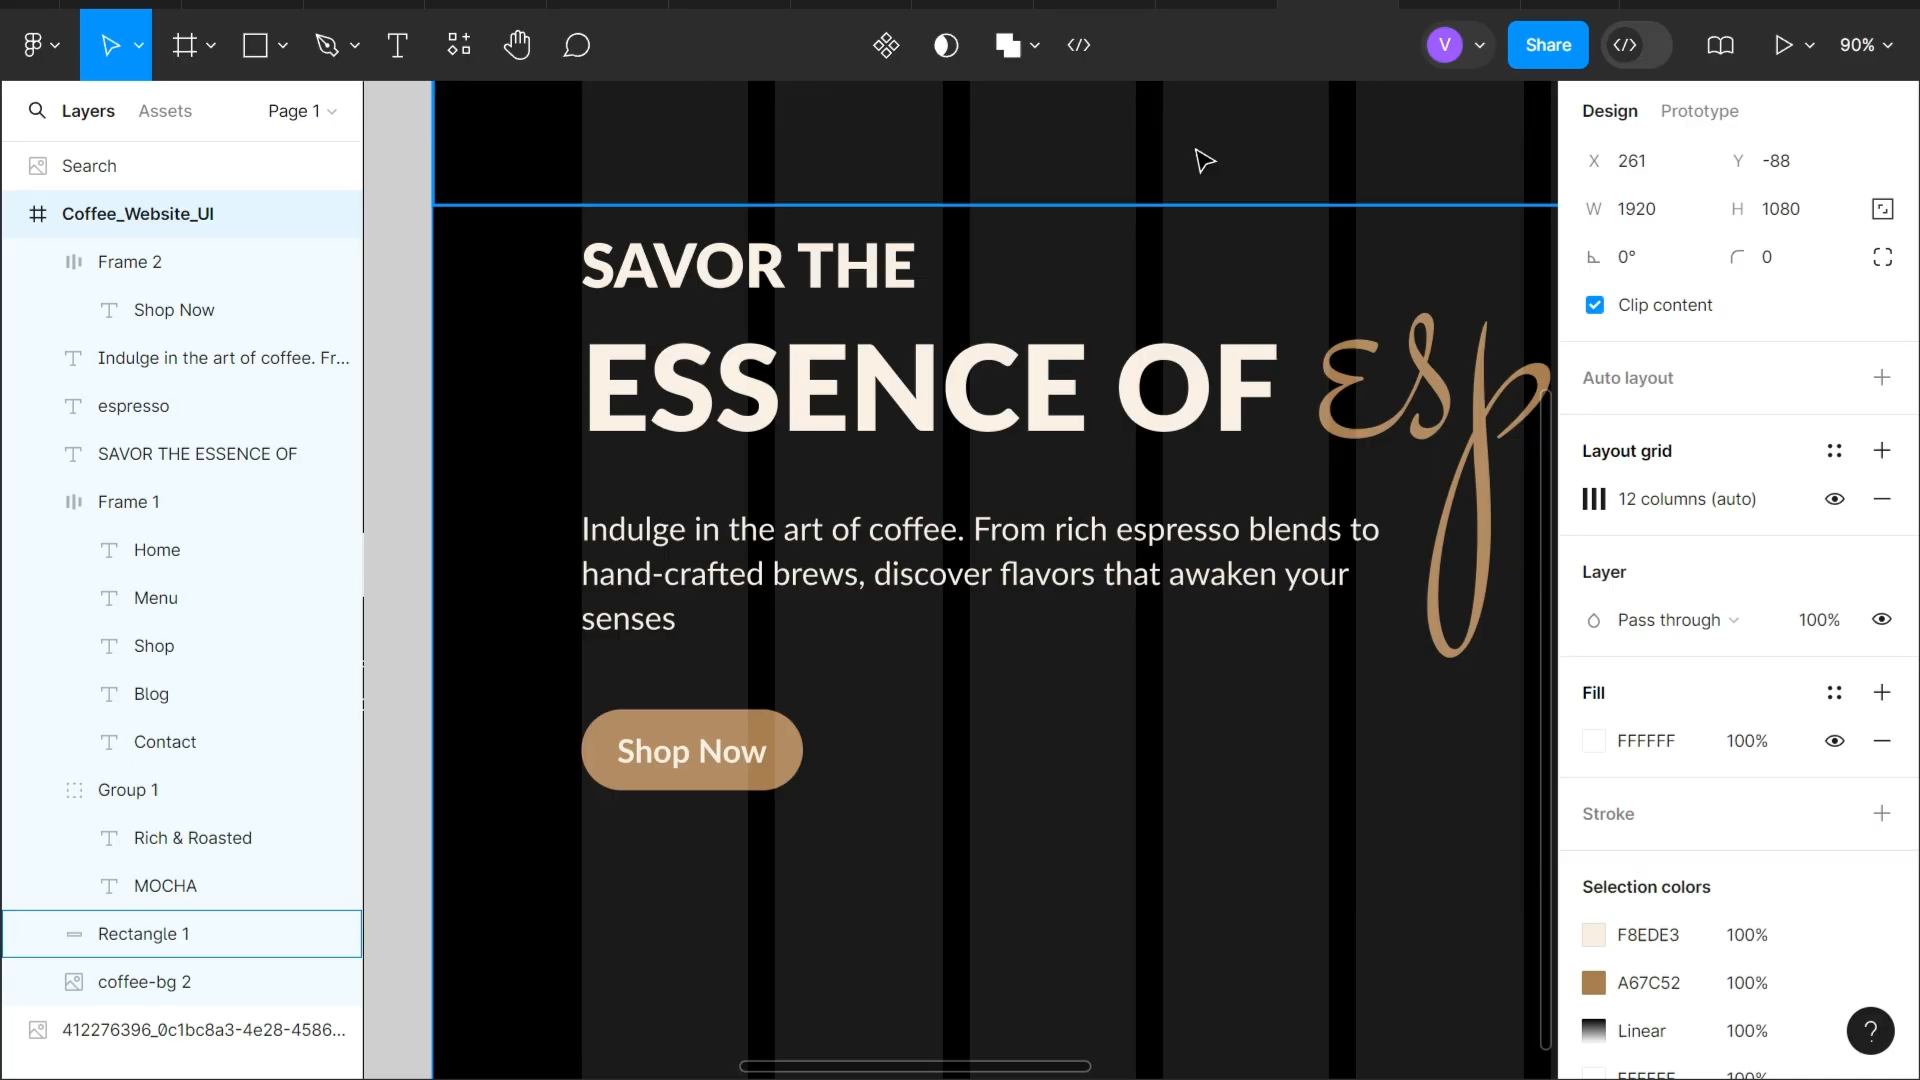 V
Share
90%
Layers Assets Page 1
Search
Coffee_Website_UI
Frame 2
Shop Now
Indulge in the art of coffee. Fr...
espresso
SAVOR THE ESSENCE OF
Frame 1
Home
Menu
Shop
Blog
Contact
Group 1
Rich & Roasted
MOCHA
Rectangle 1
coffee-bg 2
412276396_0c1bc8a3-4e28-4586...
SAVOR THE
ESSENCE OF esp
Indulge in the art of coffee. From rich espresso blends to
hand-crafted brews, discover flavors that awaken your
senses
Shop Now
Design Prototype
X 261 Y -88
W 1920 H 1080
0° 0
Clip content
Auto layout
Layout grid
12 columns (auto)
Layer
Pass through 100%
Fill
FFFFFF 100%
Stroke
Selection colors
F8EDE3 100%
A67C52 100%
Linear 100%
?
FFFFFF 100%